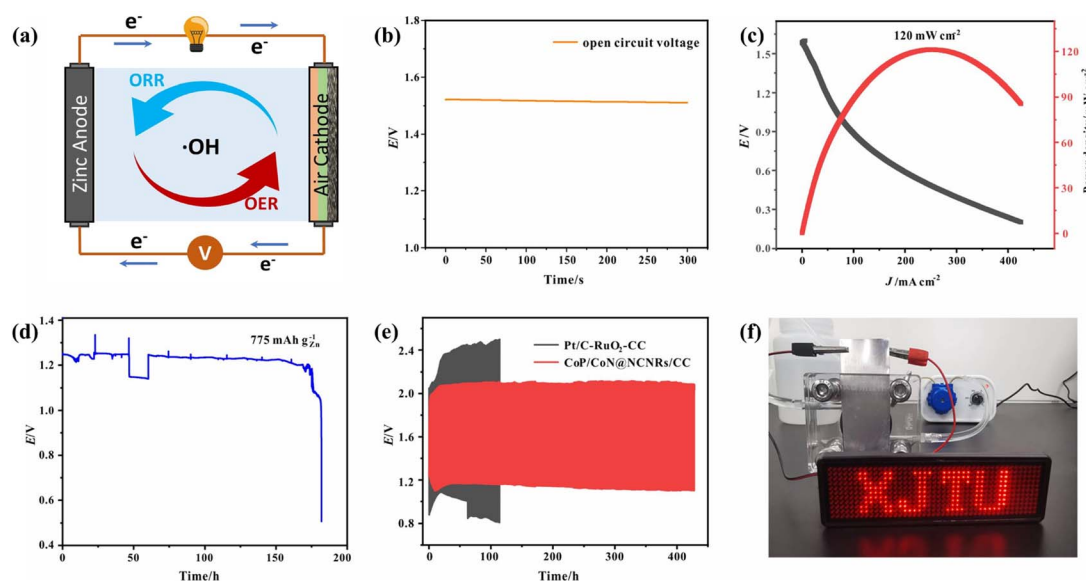 (a)
e⁻
e⁻
Zinc Anode
ORR
·OH
OER
Air Cathode
e⁻
V
e⁻
(b)
open circuit voltage
E/V
1.8
1.6
1.4
1.2
1.0
0 50 100 150 200 250 300
Time/s
(c)
120 mW cm⁻²
E/V
1.5
1.2
0.9
0.6
0.3
0.0
120
90
60
30
0
0 100 200 300 400
J/mA cm⁻²
(d)
775 mAh g⁻¹Zn
E/V
1.4
1.2
1.0
0.8
0.6
0.4
0 50 100 150 200
Time/h
(e)
Pt/C-RuO₂-CC
CoP/CoN@NCNRs/CC
E/V
2.4
2.0
1.6
1.2
0.8
0 100 200 300 400
Time/h
(f)
XJTU